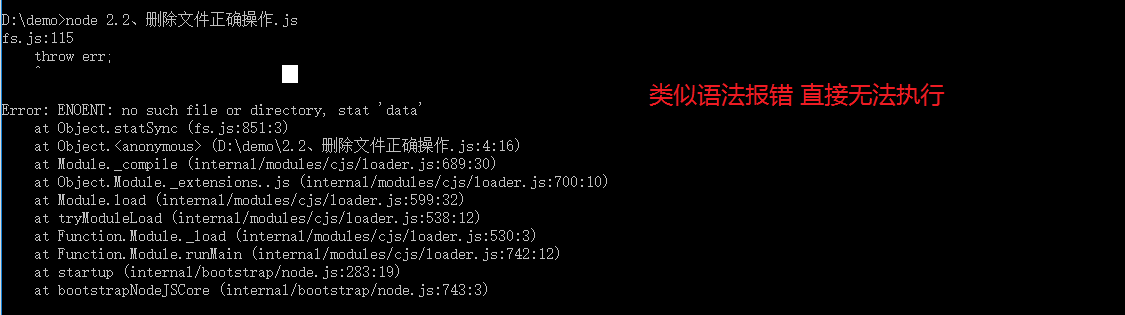 D:\demo>node 2.2、删除文件正确操作.js
fs.js:115
    throw err;
    ^
类似语法报错 直接无法执行
Error: ENOENT: no such file or directory, stat 'data'
    at Object.statSync (fs.js:851:3)
    at Object.<anonymous> (D:\demo\2.2、删除文件正确操作.js:4:16)
    at Module._compile (internal/modules/cjs/loader.js:689:30)
    at Object.Module._extensions..js (internal/modules/cjs/loader.js:700:10)
    at Module.load (internal/modules/cjs/loader.js:599:32)
    at tryModuleLoad (internal/modules/cjs/loader.js:538:12)
    at Function.Module._load (internal/modules/cjs/loader.js:530:3)
    at Function.Module.runMain (internal/modules/cjs/loader.js:742:12)
    at startup (internal/bootstrap/node.js:283:19)
    at bootstrapNodeJSCore (internal/bootstrap/node.js:743:3)